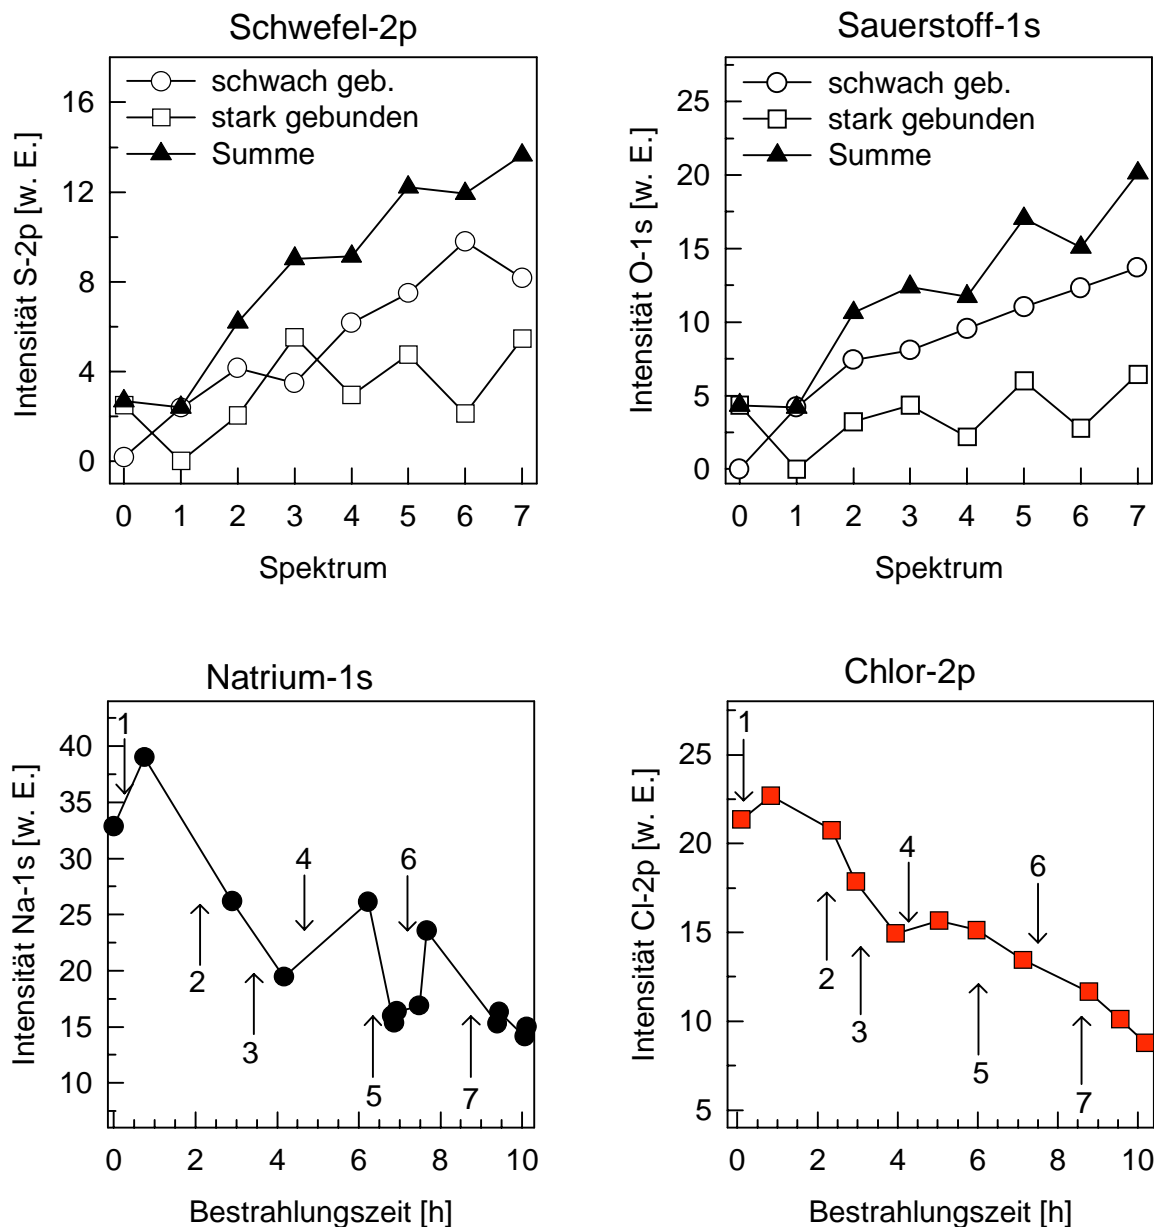 Schwefel-2p
schwach geb.
stark gebunden
Summe
Intensität S-2p [w. E.]
16
12
8
4
0
0 1 2 3 4 5 6 7
Spektrum
Sauerstoff-1s
schwach geb.
stark gebunden
Summe
Intensität O-1s [w. E.]
25
20
15
10
5
0
0 1 2 3 4 5 6 7
Spektrum
Natrium-1s
Intensität Na-1s [w. E.]
40
35
30
25
20
15
10
1
4
6
2
3
5
7
0 2 4 6 8 10
Bestrahlungszeit [h]
Chlor-2p
Intensität Cl-2p [w. E.]
25
20
15
10
5
1
4
6
2
3
5
7
0 2 4 6 8 10
Bestrahlungszeit [h]